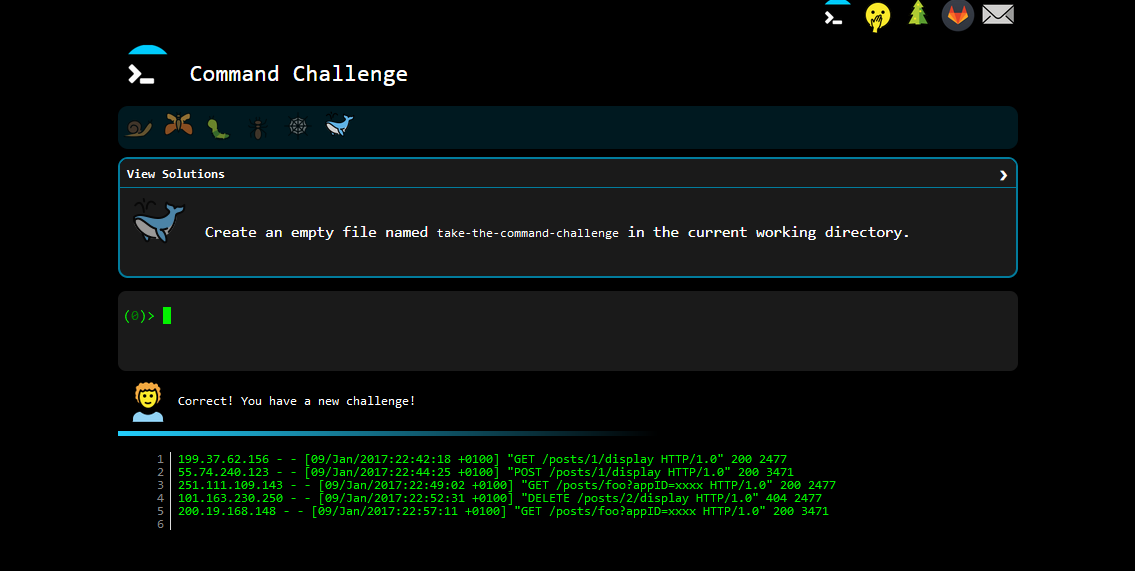 Command Challenge
View Solutions
Create an empty file named take-the-command-challenge in the current working directory.
(0)>
Correct! You have a new challenge!
1 199.37.62.156 - - [09/Jan/2017:22:42:18 +0100] "GET /posts/1/display HTTP/1.0" 200 2477
2 55.74.240.123 - - [09/Jan/2017:22:44:25 +0100] "POST /posts/1/display HTTP/1.0" 200 3471
3 251.111.109.143 - - [09/Jan/2017:22:49:02 +0100] "GET /posts/foo?appID=xxxx HTTP/1.0" 200 2477
4 101.163.230.250 - - [09/Jan/2017:22:52:31 +0100] "DELETE /posts/2/display HTTP/1.0" 404 2477
5 200.19.168.148 - - [09/Jan/2017:22:57:11 +0100] "GET /posts/foo?appID=xxxx HTTP/1.0" 200 3471
6